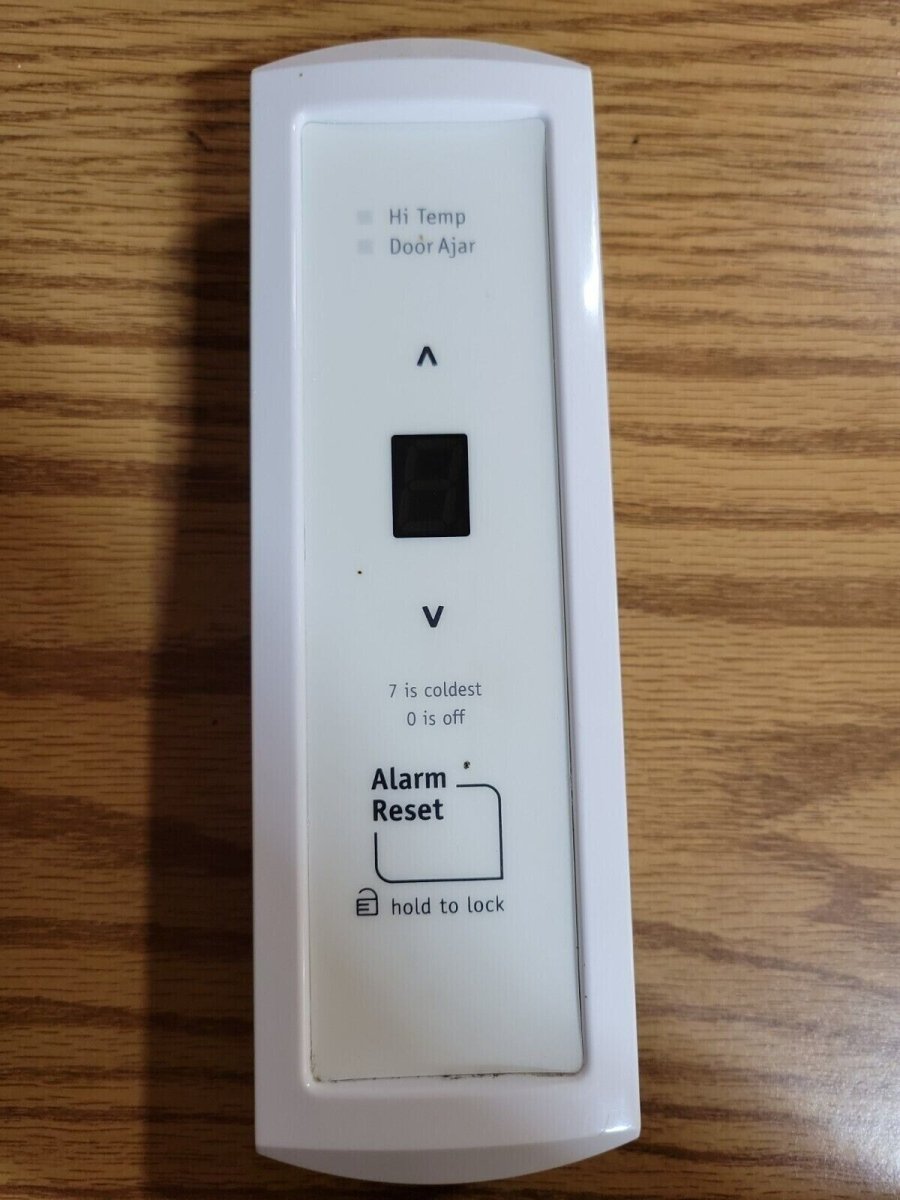 Hi Temp
Door Ajar
7 is coldest
0 is off
Alarm
Reset
hold to lock